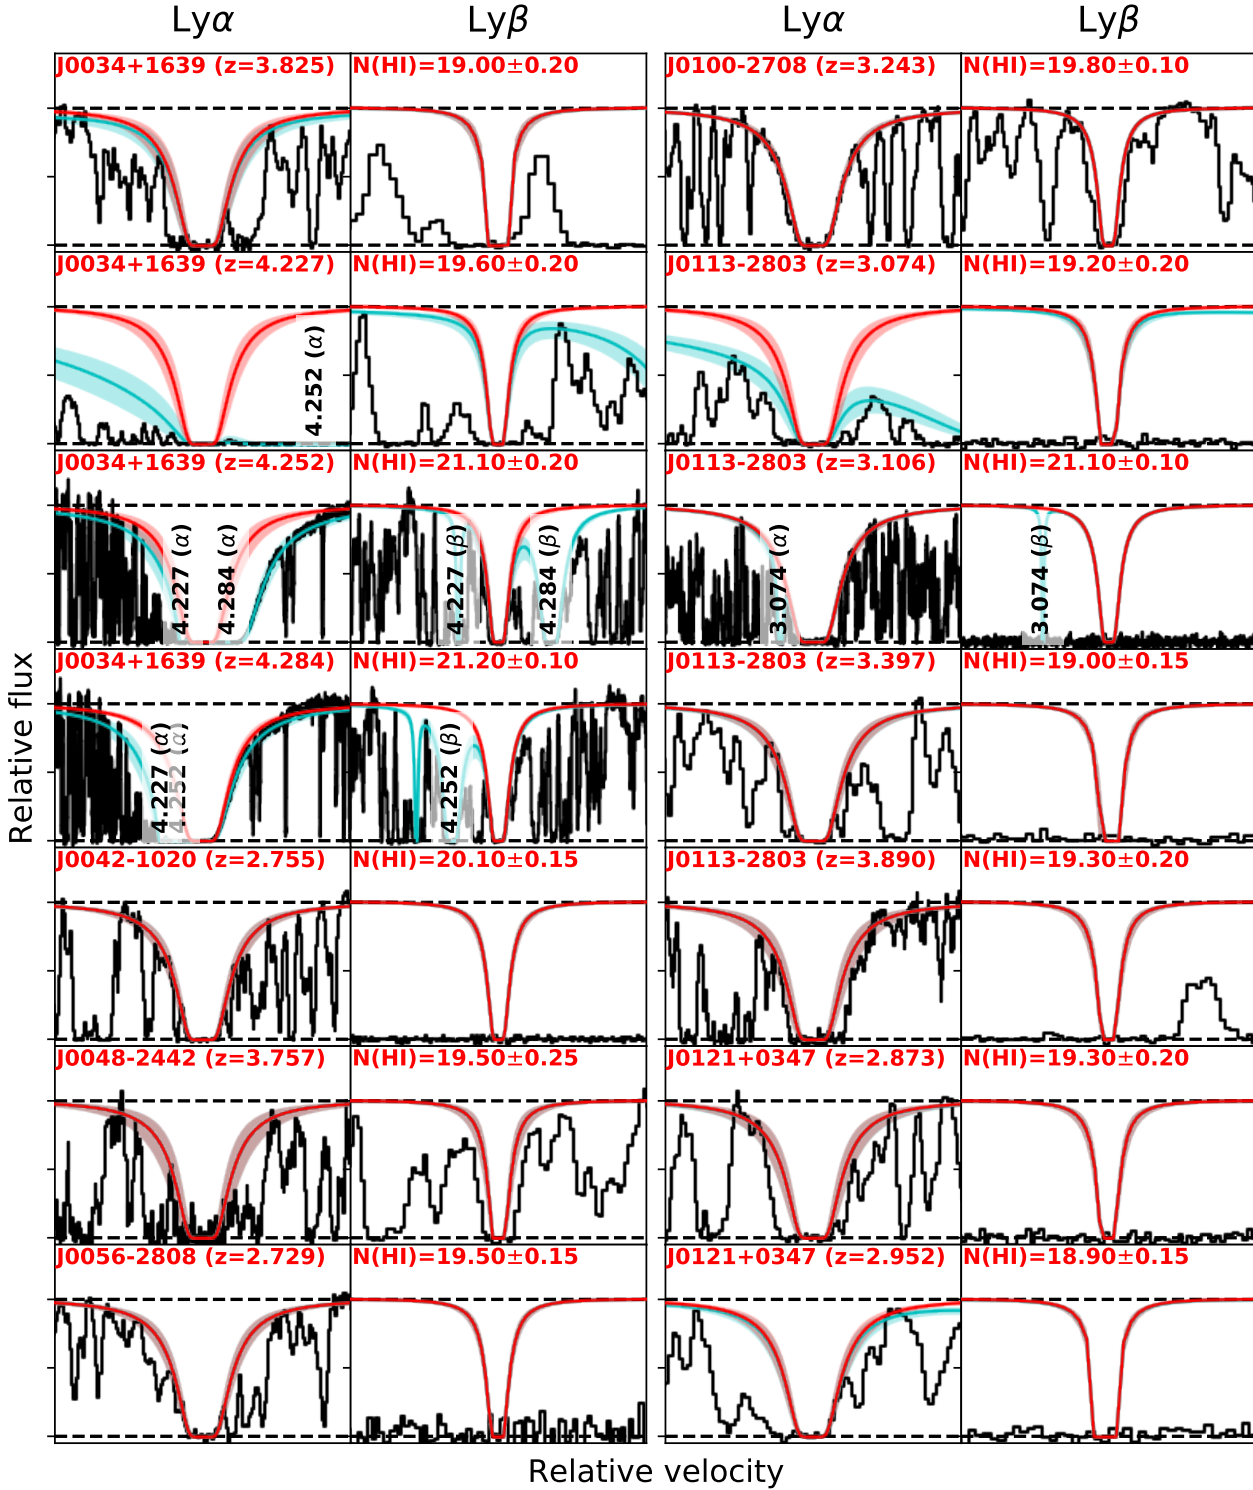 Lyα Lyβ Lyα Lyβ
J0034+1639 (z=3.825) N(HI)=19.00±0.20 J0100-2708 (z=3.243) N(HI)=19.80±0.10
J0034+1639 (z=4.227) N(HI)=19.60±0.20 J0113-2803 (z=3.074) N(HI)=19.20±0.20
4.252 (α)
J0034+1639 (z=4.252) N(HI)=21.10±0.20 J0113-2803 (z=3.106) N(HI)=21.10±0.10
4.227 (α) 4.284 (α) 4.227 (β) 4.284 (β) 3.074 (α) 3.074 (β)
J0034+1639 (z=4.284) N(HI)=21.20±0.10 J0113-2803 (z=3.397) N(HI)=19.00±0.15
4.227 (α) 4.252 (α) 4.252 (β)
J0042-1020 (z=2.755) N(HI)=20.10±0.15 J0113-2803 (z=3.890) N(HI)=19.30±0.20
J0048-2442 (z=3.757) N(HI)=19.50±0.25 J0121+0347 (z=2.873) N(HI)=19.30±0.20
J0056-2808 (z=2.729) N(HI)=19.50±0.15 J0121+0347 (z=2.952) N(HI)=18.90±0.15
Relative flux
Relative velocity